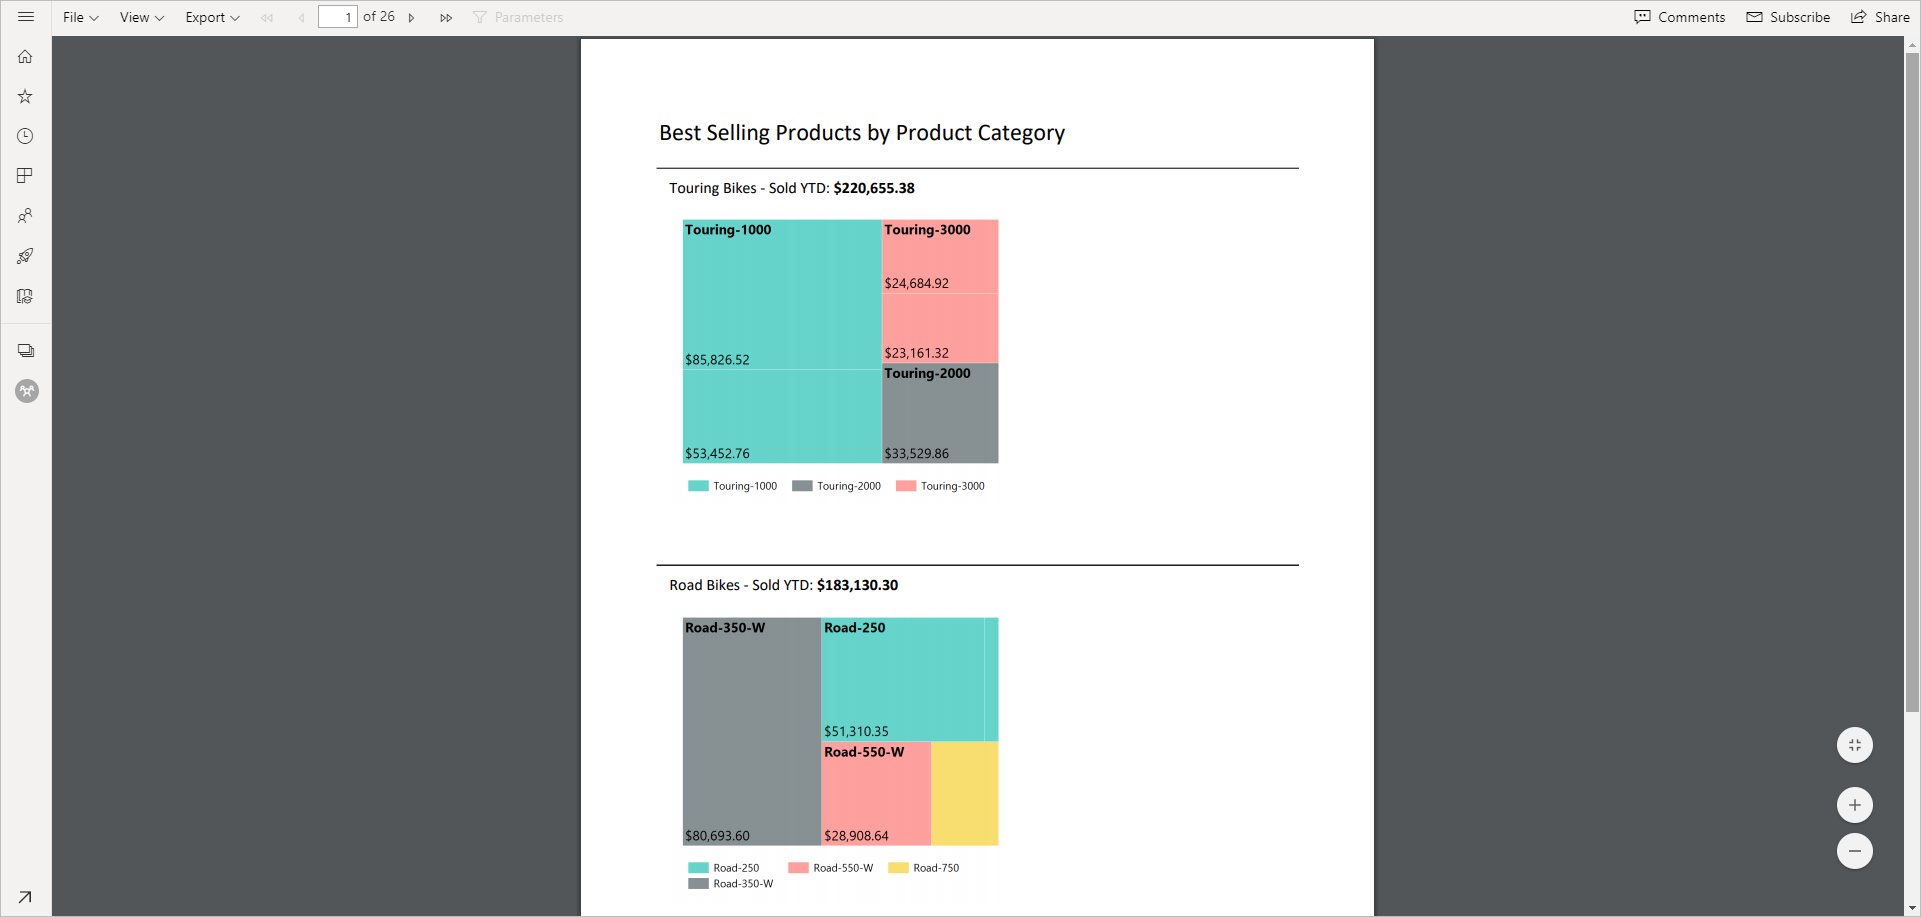 File View Export 1 of 26 Parameters Comments Subscribe Share
Best Selling Products by Product Category
Touring Bikes - Sold YTD: $220,655.38
Touring-1000 Touring-3000
$24,684.92
$85,826.52 $23,161.32
Touring-2000
$53,452.76 $33,529.86
Touring-1000 Touring-2000 Touring-3000
Road Bikes - Sold YTD: $183,130.30
Road-350-W Road-250
$51,310.35
Road-550-W
$80,693.60 $28,908.64
Road-250 Road-550-W Road-750
Road-350-W